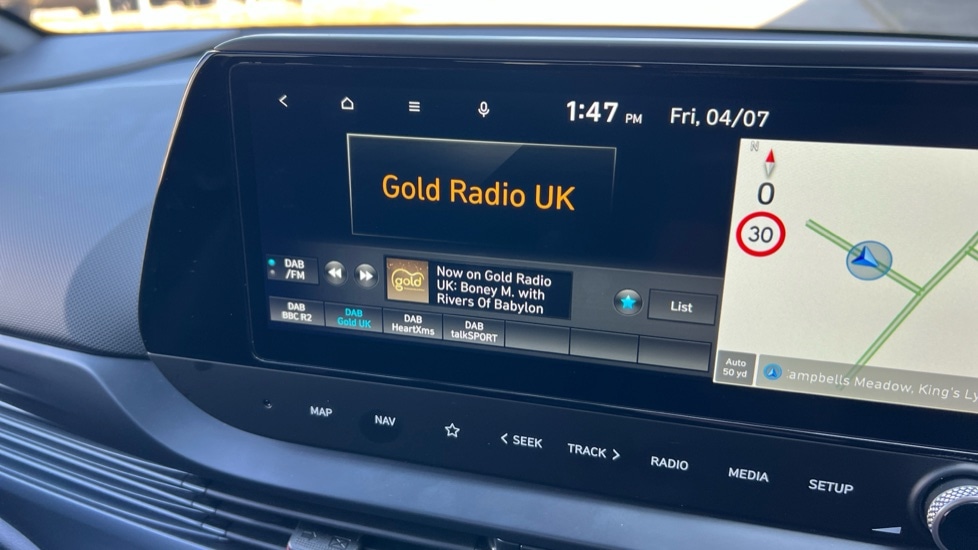 1:47 PM Fri, 04/07
Gold Radio UK
N
0
30
DAB
/FM
gold
Now on Gold Radio
UK: Boney M. with
Rivers Of Babylon
List
DAB
BBC R2
DAB
Gold UK
DAB
HeartXms
DAB
talkSPORT
Auto
50 yd
ampbells Meadow, King's Ly
MAP
NAV
< SEEK
TRACK >
RADIO
MEDIA
SETUP